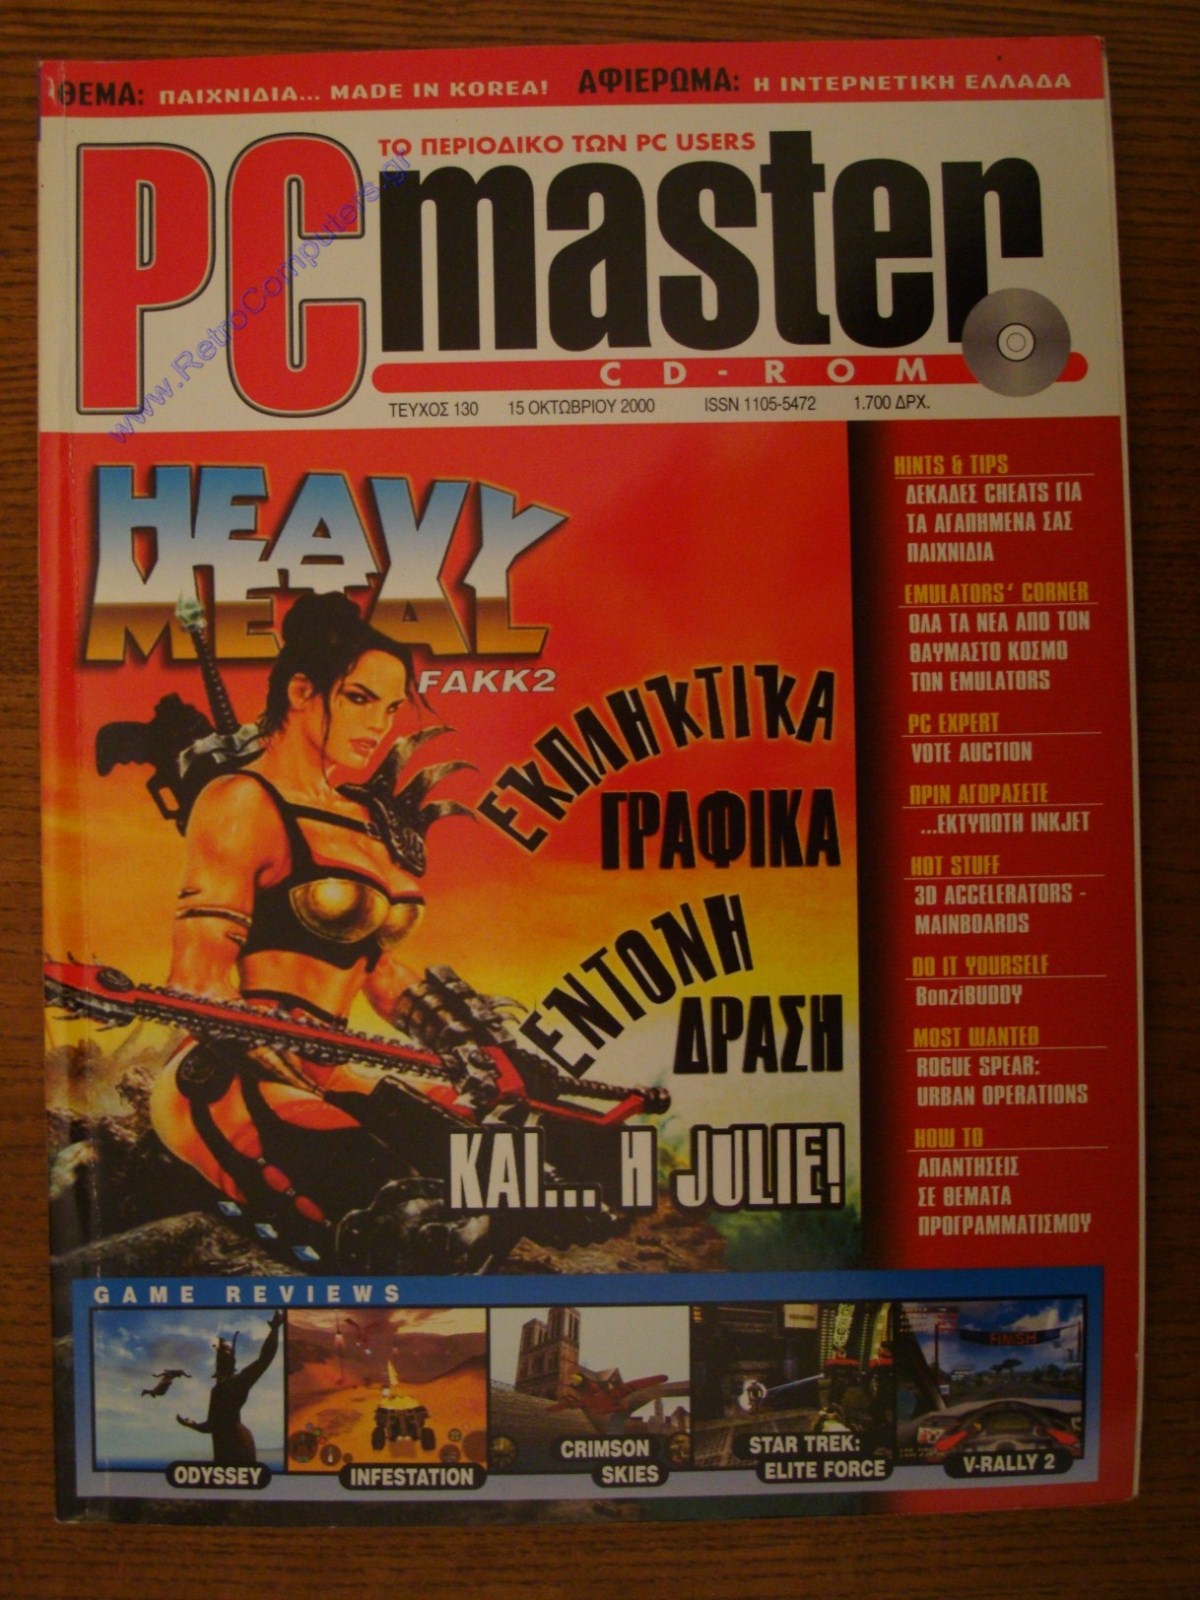 ΘΕΜΑ: ΠΑΙΧΝΙΔΙΑ... MADE IN KOREA! ΑΦΙΕΡΩΜΑ: Η ΙΝΤΕΡΝΕΤΙΚΗ ΕΛΛΑΔΑ
ΤΟ ΠΕΡΙΟΔΙΚΟ ΤΩΝ PC USERS
PC master
CD-ROM
ΤΕΥΧΟΣ 130 15 ΟΚΤΩΒΡΙΟΥ 2000 ISSN 1105-5472 1.700 ΔΡΧ.
www.RetroComputers.gr
HEAVY
METAL
FAKK2
ΕΚΠΛΗΚΤΙΚΑ
ΓΡΑΦΙΚΑ
ΕΝΤΟΝΗ
ΔΡΑΣΗ
ΚΑΙ... Η JULIE!
HINTS & TIPS
ΔΕΚΑΔΕΣ CHEATS ΓΙΑ
ΤΑ ΑΓΑΠΗΜΕΝΑ ΣΑΣ
ΠΑΙΧΝΙΔΙΑ
EMULATORS' CORNER
ΟΛΑ ΤΑ ΝΕΑ ΑΠΟ ΤΟΝ
ΘΑΥΜΑΣΤΟ ΚΟΣΜΟ
ΤΩΝ EMULATORS
PC EXPERT
VOTE AUCTION
ΠΡΙΝ ΑΓΟΡΑΣΕΤΕ
...ΕΚΤΥΠΩΤΗ INKJET
HOT STUFF
3D ACCELERATORS -
MAINBOARDS
DO IT YOURSELF
BonziBUDDY
MOST WANTED
ROGUE SPEAR:
URBAN OPERATIONS
HOW TO
ΑΠΑΝΤΗΣΕΙΣ
ΣΕ ΘΕΜΑΤΑ
ΠΡΟΓΡΑΜΜΑΤΙΣΜΟΥ
GAME REVIEWS
ODYSSEY
INFESTATION
CRIMSON
SKIES
STAR TREK:
ELITE FORCE
FINISH
V-RALLY 2